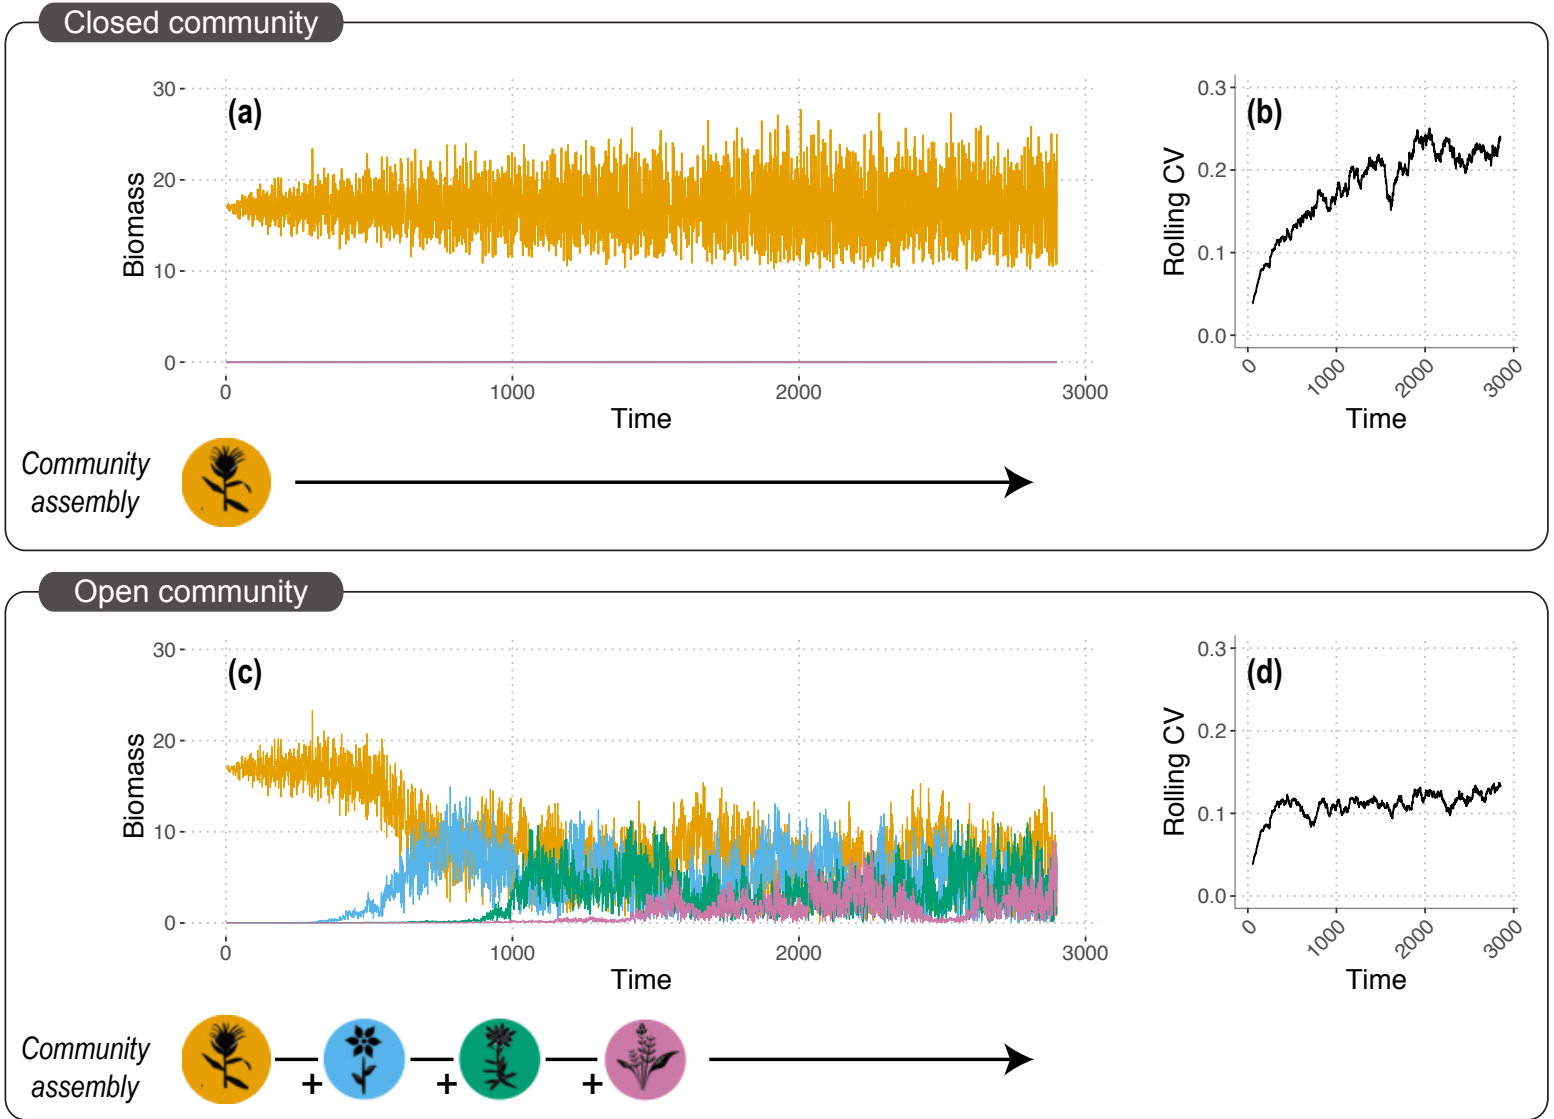 Closed community
(a)
30
20
10
0
Biomass
0
1000
2000
3000
Time
(b)
0.3
0.2
0.1
0.0
Rolling CV
0
1000
2000
3000
Time
Community
assembly
Open community
(c)
30
20
10
0
Biomass
0
1000
2000
3000
Time
(d)
0.3
0.2
0.1
0.0
Rolling CV
0
1000
2000
3000
Time
Community
assembly
+
+
+